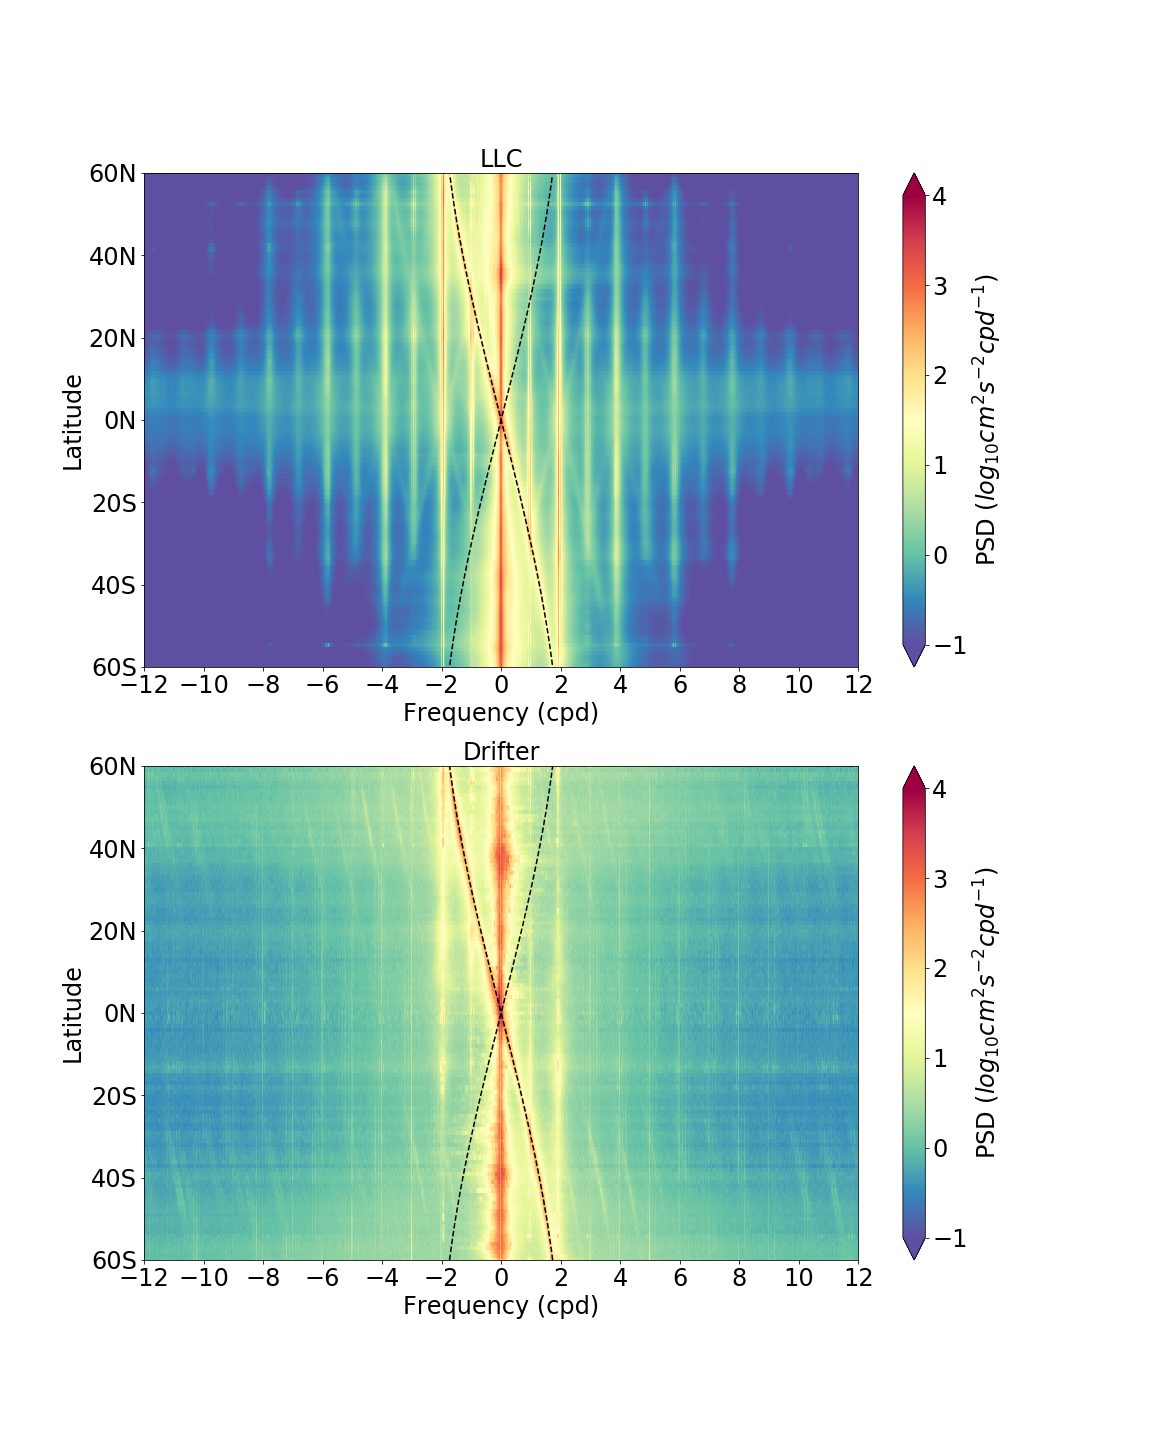 LLC
60N
40N
20N
0N
20S
40S
60S
Latitude
−12 −10 −8 −6 −4 −2 0 2 4 6 8 10 12
Frequency (cpd)
4
3
2
1
0
−1
PSD (log₁₀cm²s⁻²cpd⁻¹)
Drifter
60N
40N
20N
0N
20S
40S
60S
Latitude
−12 −10 −8 −6 −4 −2 0 2 4 6 8 10 12
Frequency (cpd)
4
3
2
1
0
−1
PSD (log₁₀cm²s⁻²cpd⁻¹)